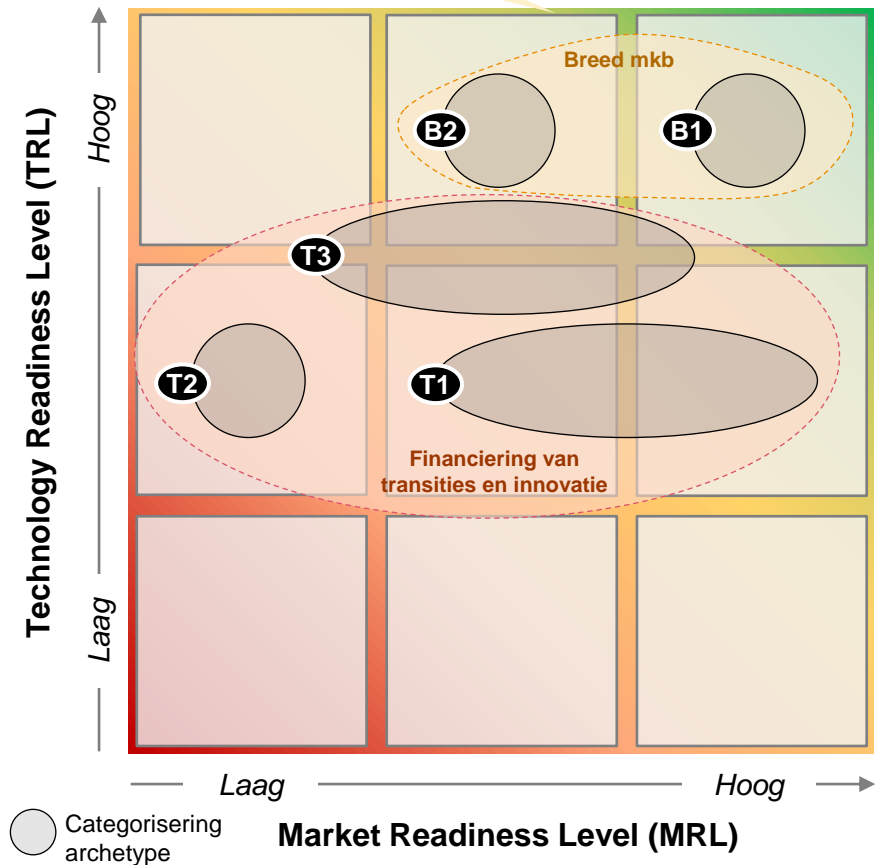 Technology Readiness Level (TRL)
Hoog
Laag
Breed mkb
B2
B1
T3
T2
T1
Financiering van
transities en innovatie
Laag
Hoog
Market Readiness Level (MRL)
Categorisering
archetype